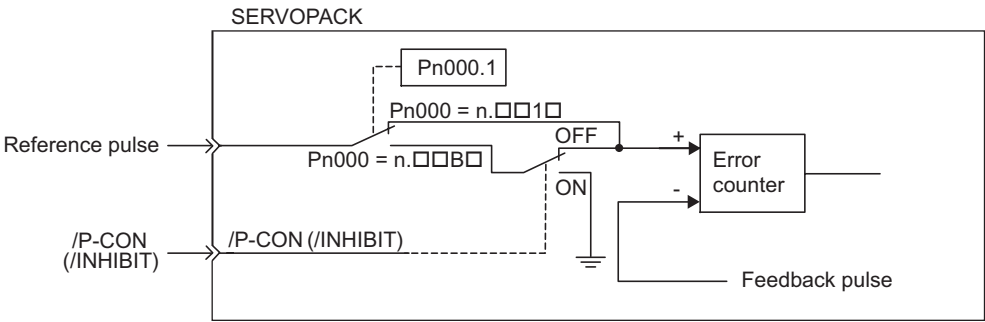 SERVOPACK
Pn000.1
Pn000 = n.□□1□
Reference pulse
OFF
Pn000 = n.□□B□
ON
+
-
Error
counter
/P-CON
(/INHIBIT)
/P-CON (/INHIBIT)
Feedback pulse